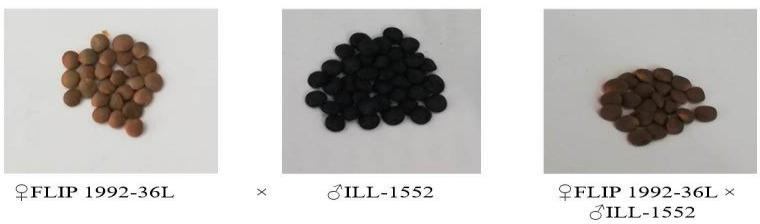 ♀FLIP 1992-36L × ♂ILL-1552 ♀FLIP 1992-36L ×
♂ILL-1552